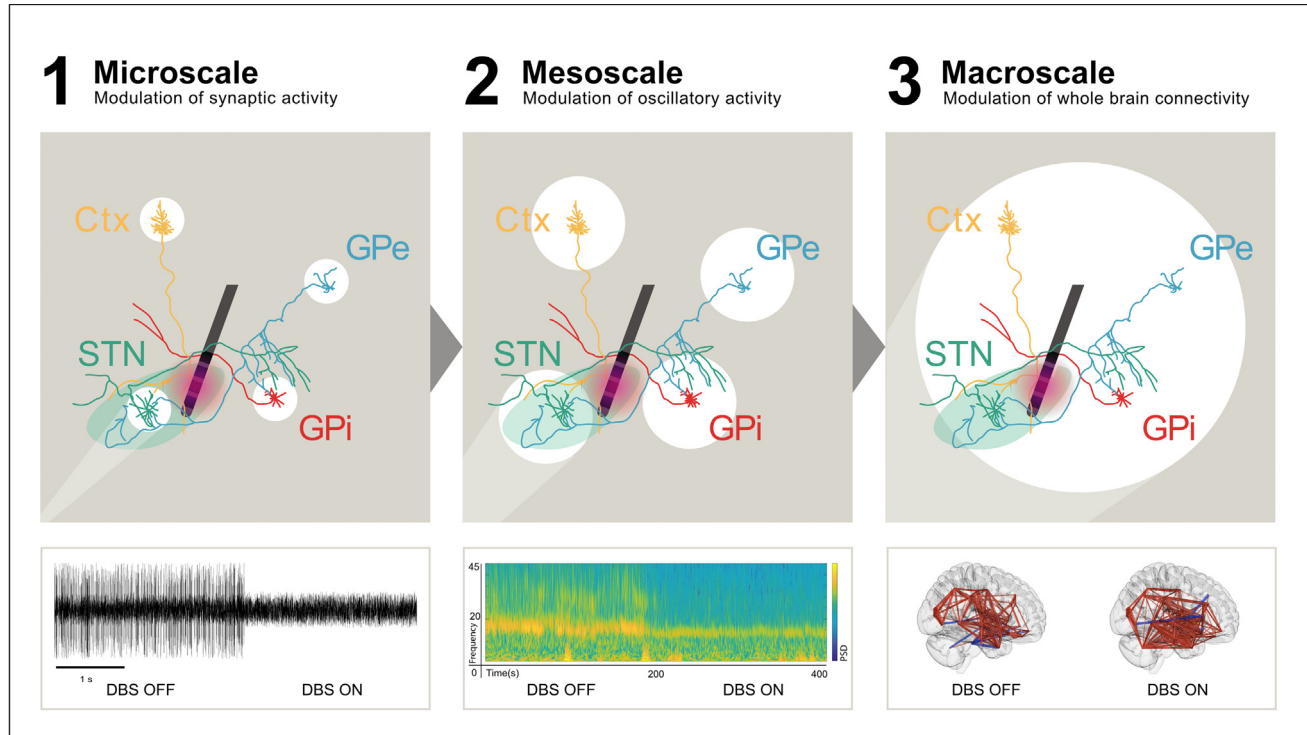 1 Microscale
Modulation of synaptic activity
2 Mesoscale
Modulation of oscillatory activity
3 Macroscale
Modulation of whole brain connectivity
Ctx
GPe
STN
GPi
Ctx
GPe
STN
GPi
Ctx
GPe
STN
GPi
1 s
DBS OFF
DBS ON
45
20
Frequency
0
Time(s)
200
400
PSD
DBS OFF
DBS ON
DBS OFF
DBS ON